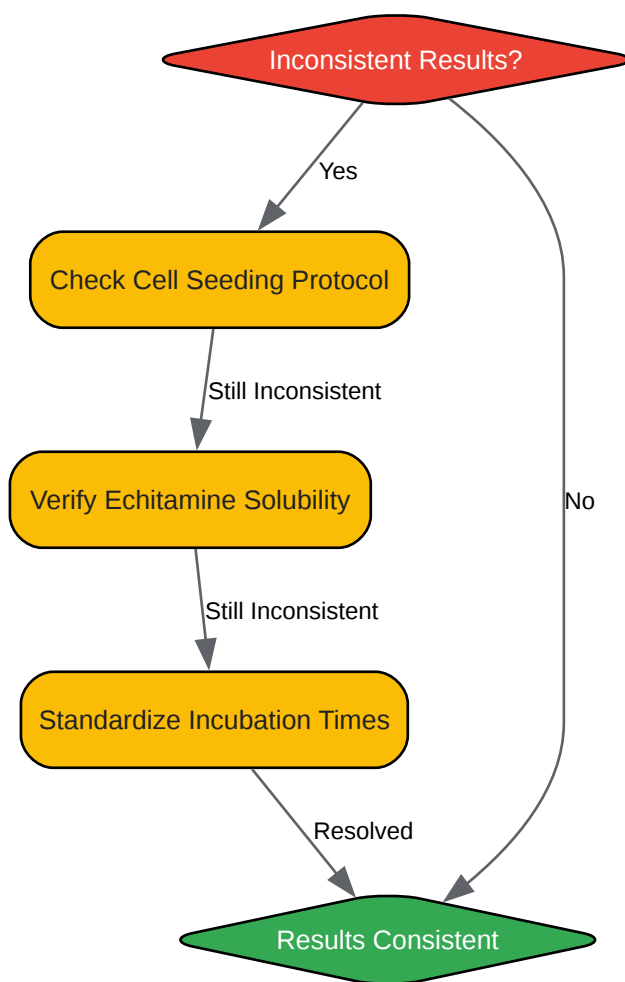 Inconsistent Results?
Yes
Check Cell Seeding Protocol
Still Inconsistent
Verify Echitamine Solubility
No
Still Inconsistent
Standardize Incubation Times
Resolved
Results Consistent